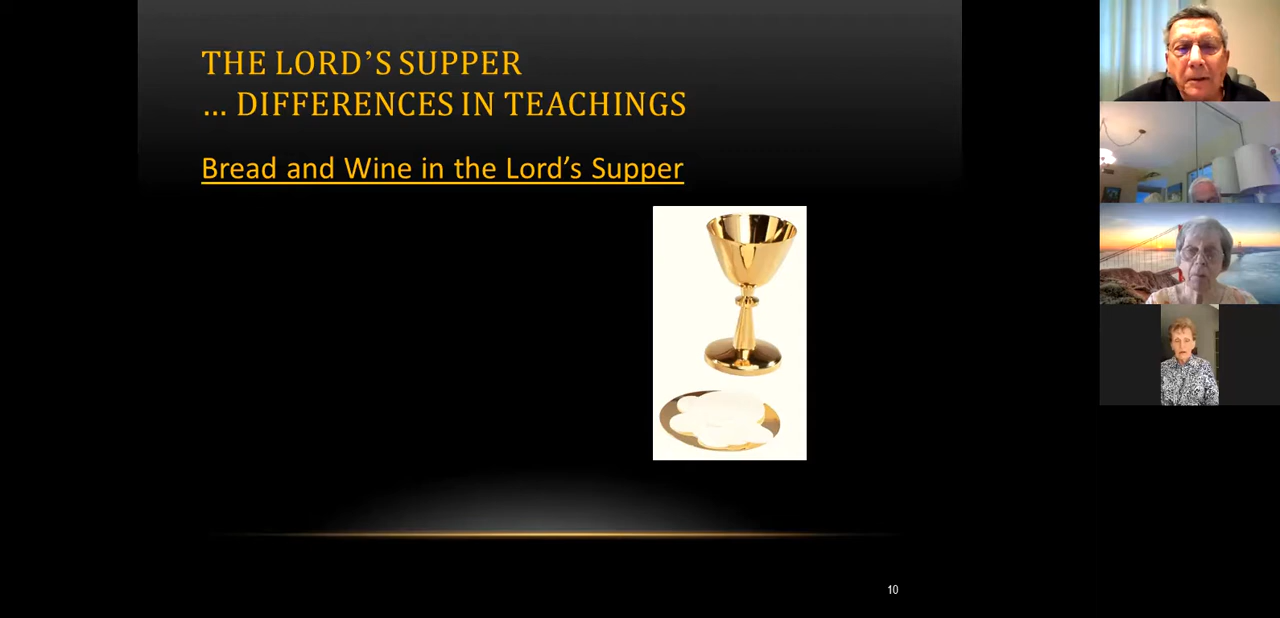 THE LORD’S SUPPER
… DIFFERENCES IN TEACHINGS
Bread and Wine in the Lord’s Supper
10